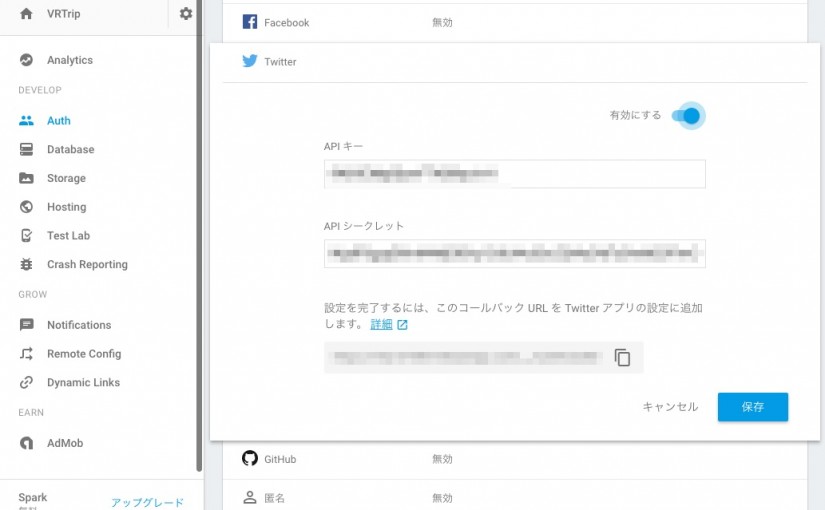 VRTrip
Analytics
DEVELOP
Auth
Database
Storage
Hosting
Test Lab
Crash Reporting
GROW
Notifications
Remote Config
Dynamic Links
EARN
AdMob
Spark
アップグレード
Facebook 無効
Twitter
有効にする
API キー
API シークレット
設定を完了するには、このコールバック URL を Twitter アプリの設定に追加
します。 詳細
キャンセル 保存
GitHub 無効
匿名 無効